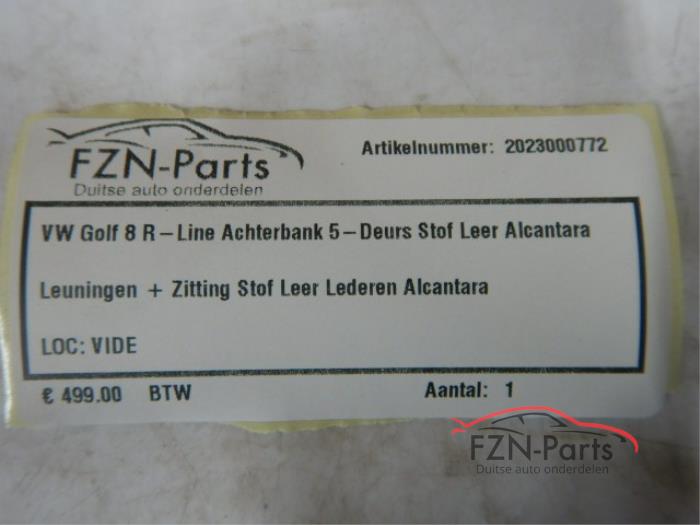 FZN-Parts
Duitse auto onderdelen
Artikelnummer: 2023000772
VW Golf 8 R-Line Achterbank 5-Deurs Stof Leer Alcantara
Leuningen + Zitting Stof Leer Lederen Alcantara
LOC: VIDE
€ 499.00 BTW
Aantal: 1
FZN-Parts
Duitse auto onderdelen